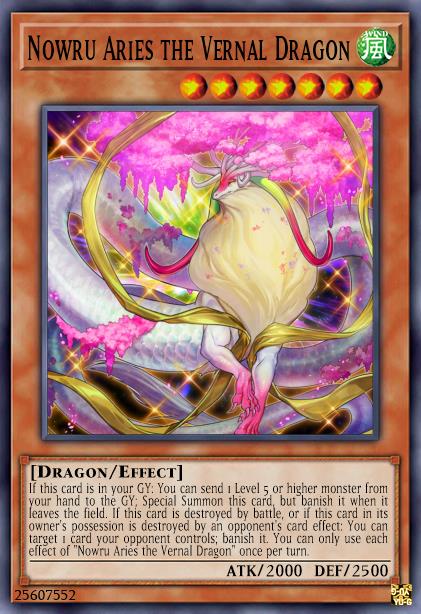 Nowru Aries the Vernal Dragon
WIND
風
[Dragon/Effect]
If this card is in your GY: You can send 1 Level 5 or higher monster from
your hand to the GY; Special Summon this card, but banish it when it
leaves the field. If this card is destroyed by battle, or if this card in its
owner's possession is destroyed by an opponent's card effect: You can
target 1 card your opponent controls; banish it. You can only use each
effect of "Nowru Aries the Vernal Dragon" once per turn.
ATK/2000 DEF/2500
25607552